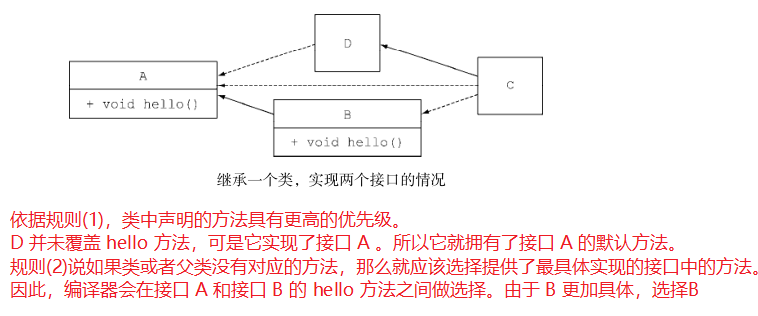 D
A
+ void hello()
C
B
+ void hello()
继承一个类，实现两个接口的情况
依据规则(1)，类中声明的方法具有更高的优先级。
D 并未覆盖 hello 方法，可是它实现了接口 A 。所以它就拥有了接口 A 的默认方法。
规则(2)说如果类或者父类没有对应的方法，那么就应该选择提供了最具体实现的接口中的方法。
因此，编译器会在接口 A 和接口 B 的 hello 方法之间做选择。由于 B 更加具体，选择B